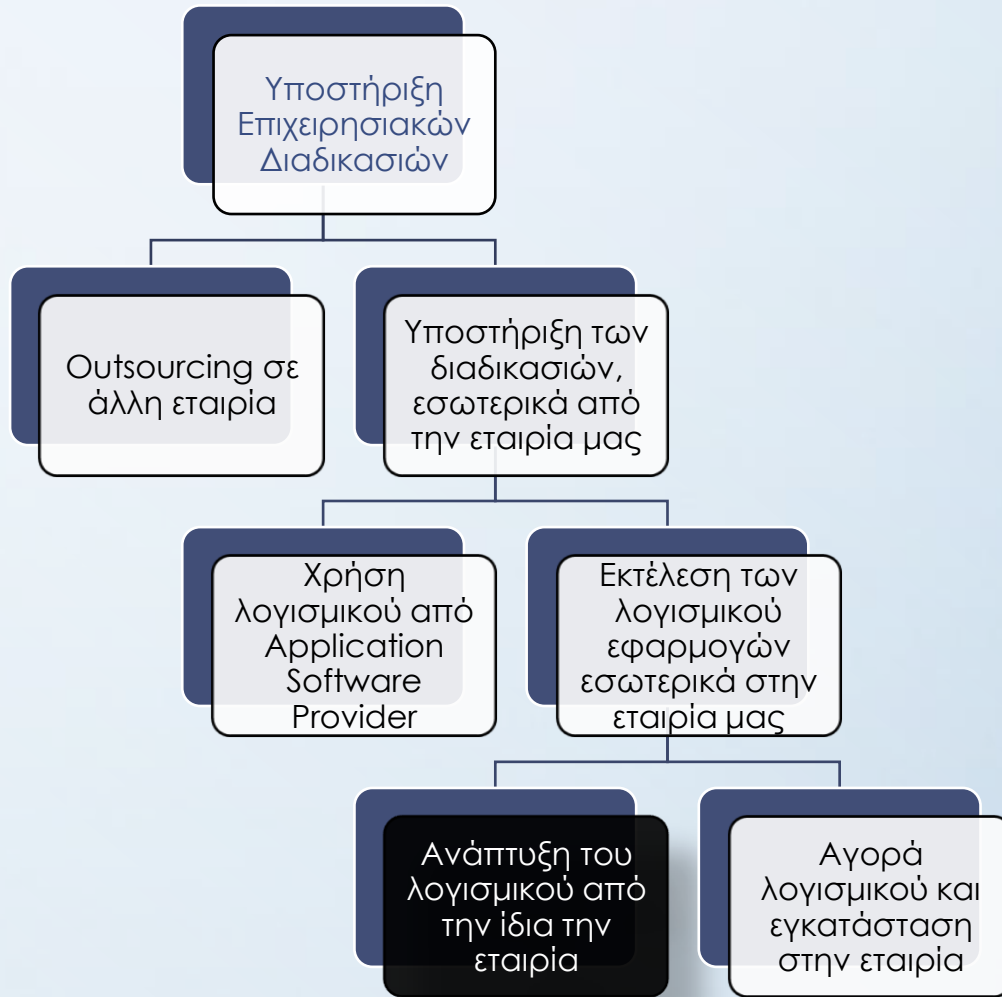 Υποστήριξη
Επιχειρησιακών
Διαδικασιών
Outsourcing σε
άλλη εταιρία
Υποστήριξη των
διαδικασιών,
εσωτερικά από
την εταιρία μας
Χρήση
λογισμικού από
Application
Software
Provider
Εκτέλεση των
λογισμικού
εφαρμογών
εσωτερικά στην
εταιρία μας
Ανάπτυξη του
λογισμικού από
την ίδια την
εταιρία
Αγορά
λογισμικού και
εγκατάσταση
στην εταιρία